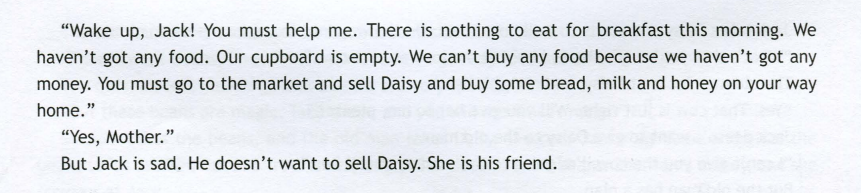 “Wake up, Jack! You must help me. There is nothing to eat for breakfast this morning. We
haven’t got any food. Our cupboard is empty. We can’t buy any food because we haven’t got any
money. You must go to the market and sell Daisy and buy some bread, milk and honey on your way
home.”
“Yes, Mother.”
But Jack is sad. He doesn’t want to sell Daisy. She is his friend.